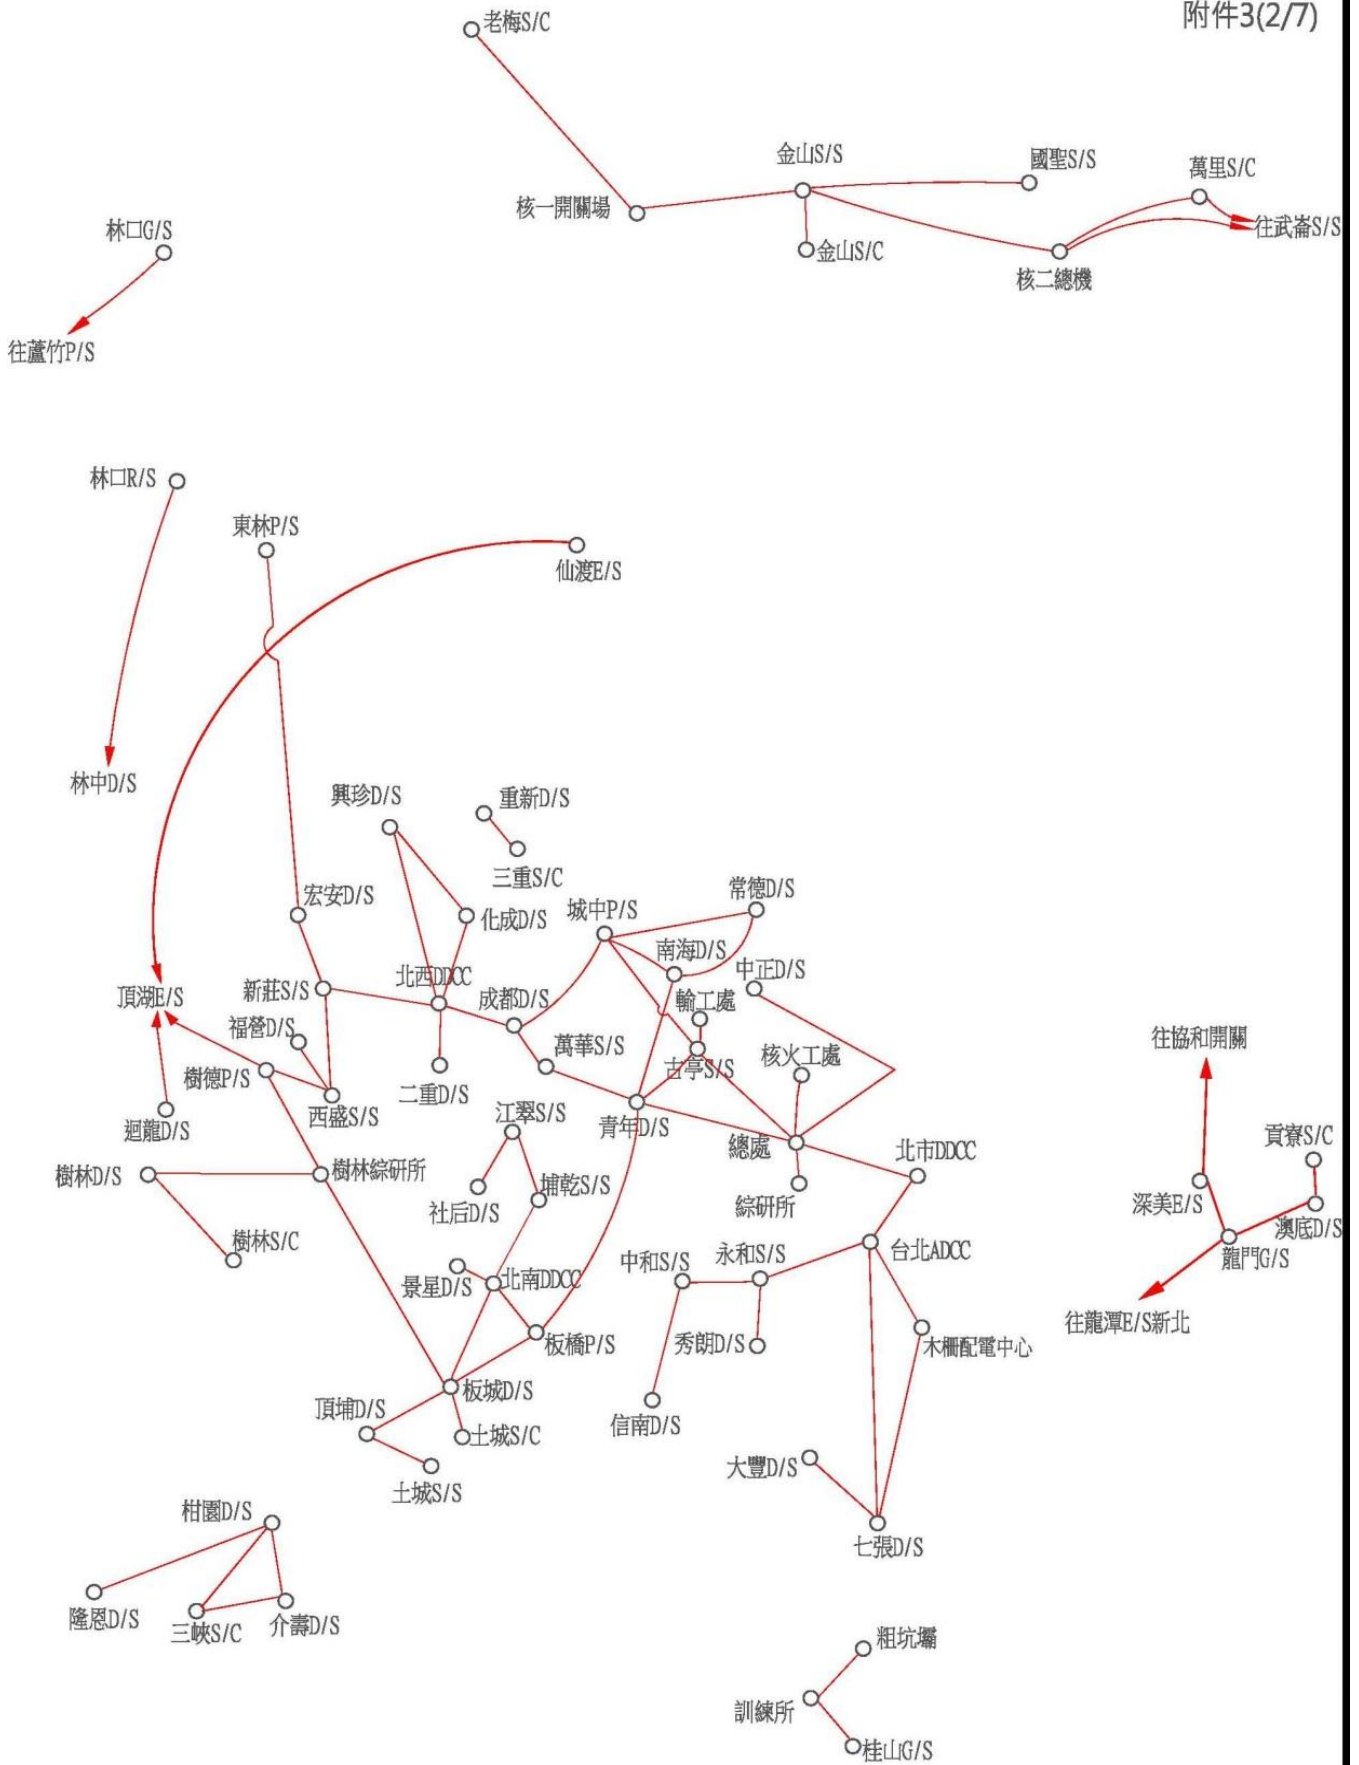 附件3(2/7)
老梅S/C
金山S/S
國聖S/S
萬里S/C
核一開關場
往武崙S/S
林口G/S
金山S/C
核二總機
往蘆竹P/S
林口R/S
東林P/S
仙渡E/S
林中D/S
興珍D/S
重新D/S
三重S/C
宏安D/S
化成D/S
城中P/S
常德D/S
南海D/S
中正D/S
北西DDCC
新莊S/S
頂湖E/S
成都D/S
輸工處
福營D/S
萬華S/S
往協和開關
核火工處
古亭S/S
樹德P/S
二重D/S
西盛S/S
江翠S/S
青年D/S
迴龍D/S
總處
北市DDCC
貢寮S/C
樹林D/S
樹林綜研所
埔乾S/S
社后D/S
綜研所
深美E/S
澳底D/S
樹林S/C
台北ADCC
龍門G/S
中和S/S
永和S/S
景星D/S
北南DDCC
往龍潭E/S新北
板橋P/S
秀朗D/S
木柵配電中心
板城D/S
頂埔D/S
土城S/C
信南D/S
大豐D/S
土城S/S
柑園D/S
七張D/S
隆恩D/S
三峽S/C
介壽D/S
粗坑壩
訓練所
桂山G/S